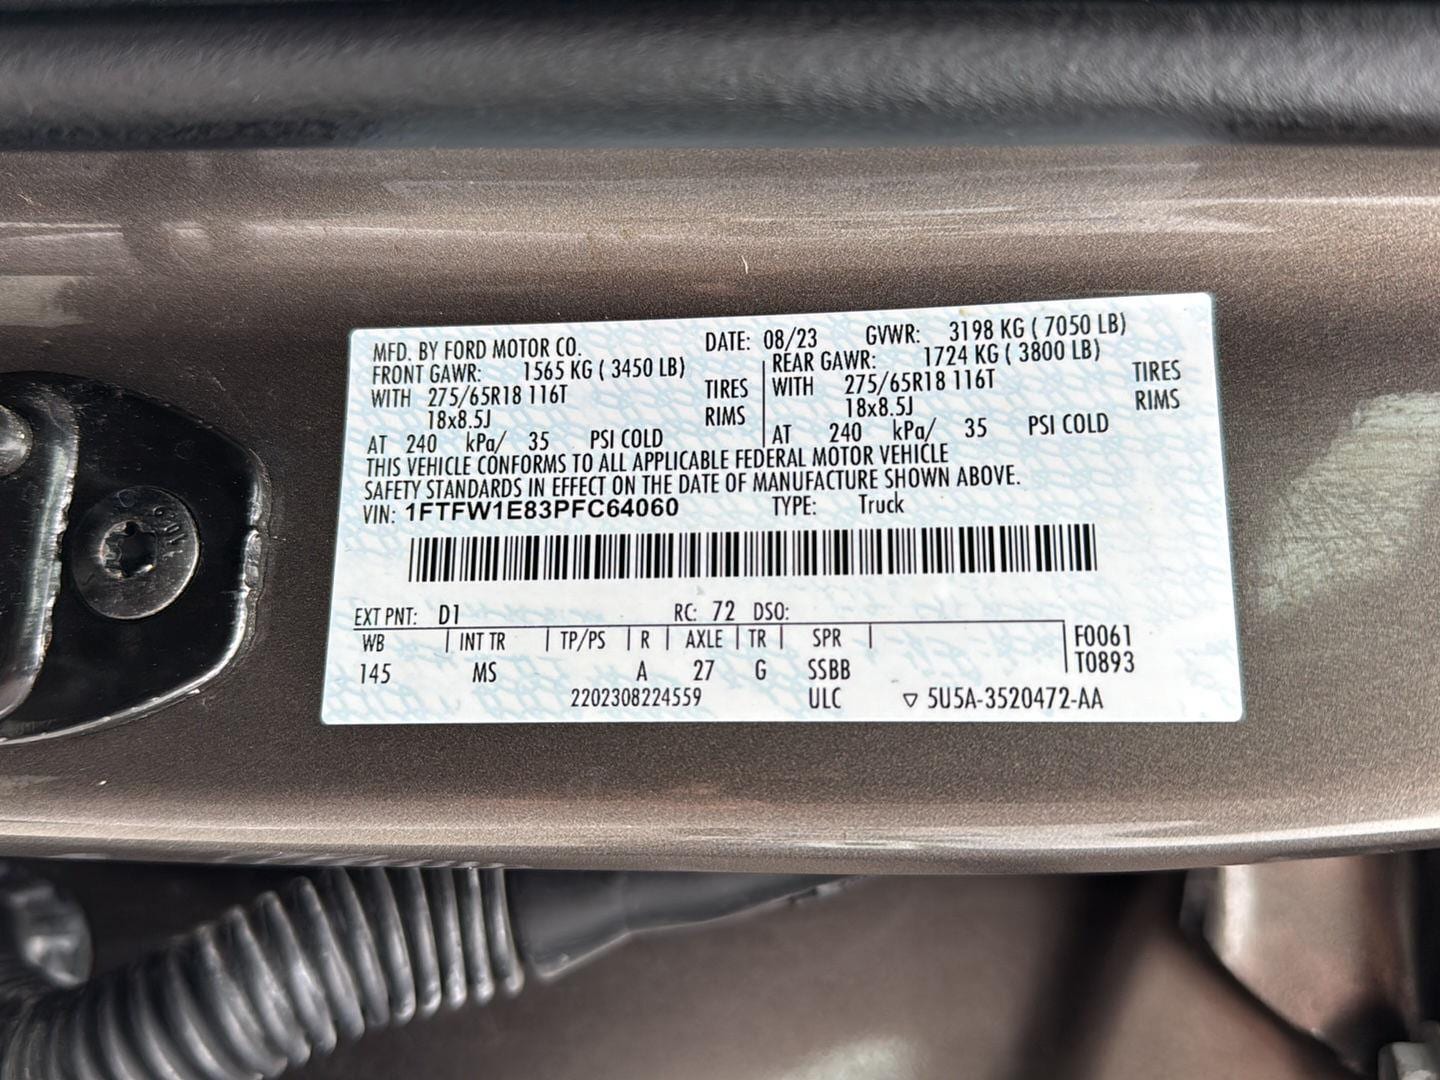 MFD. BY FORD MOTOR CO. DATE: 08/23 GVWR: 3198 KG ( 7050 LB)
FRONT GAWR: 1565 KG ( 3450 LB) REAR GAWR: 1724 KG ( 3800 LB)
WITH 275/65R18 116T TIRES WITH 275/65R18 116T TIRES
18x8.5J RIMS 18x8.5J RIMS
AT 240 kPa/ 35 PSI COLD AT 240 kPa/ 35 PSI COLD
THIS VEHICLE CONFORMS TO ALL APPLICABLE FEDERAL MOTOR VEHICLE
SAFETY STANDARDS IN EFFECT ON THE DATE OF MANUFACTURE SHOWN ABOVE.
VIN: 1FTFW1E83PFC64060 TYPE: Truck
EXT PNT: D1 RC: 72 DSO:
WB INT TR TP/PS R AXLE TR SPR F0061
145 MS A 27 G SSBB T0893
2202308224559 ULC ▽ 5U5A-3520472-AA